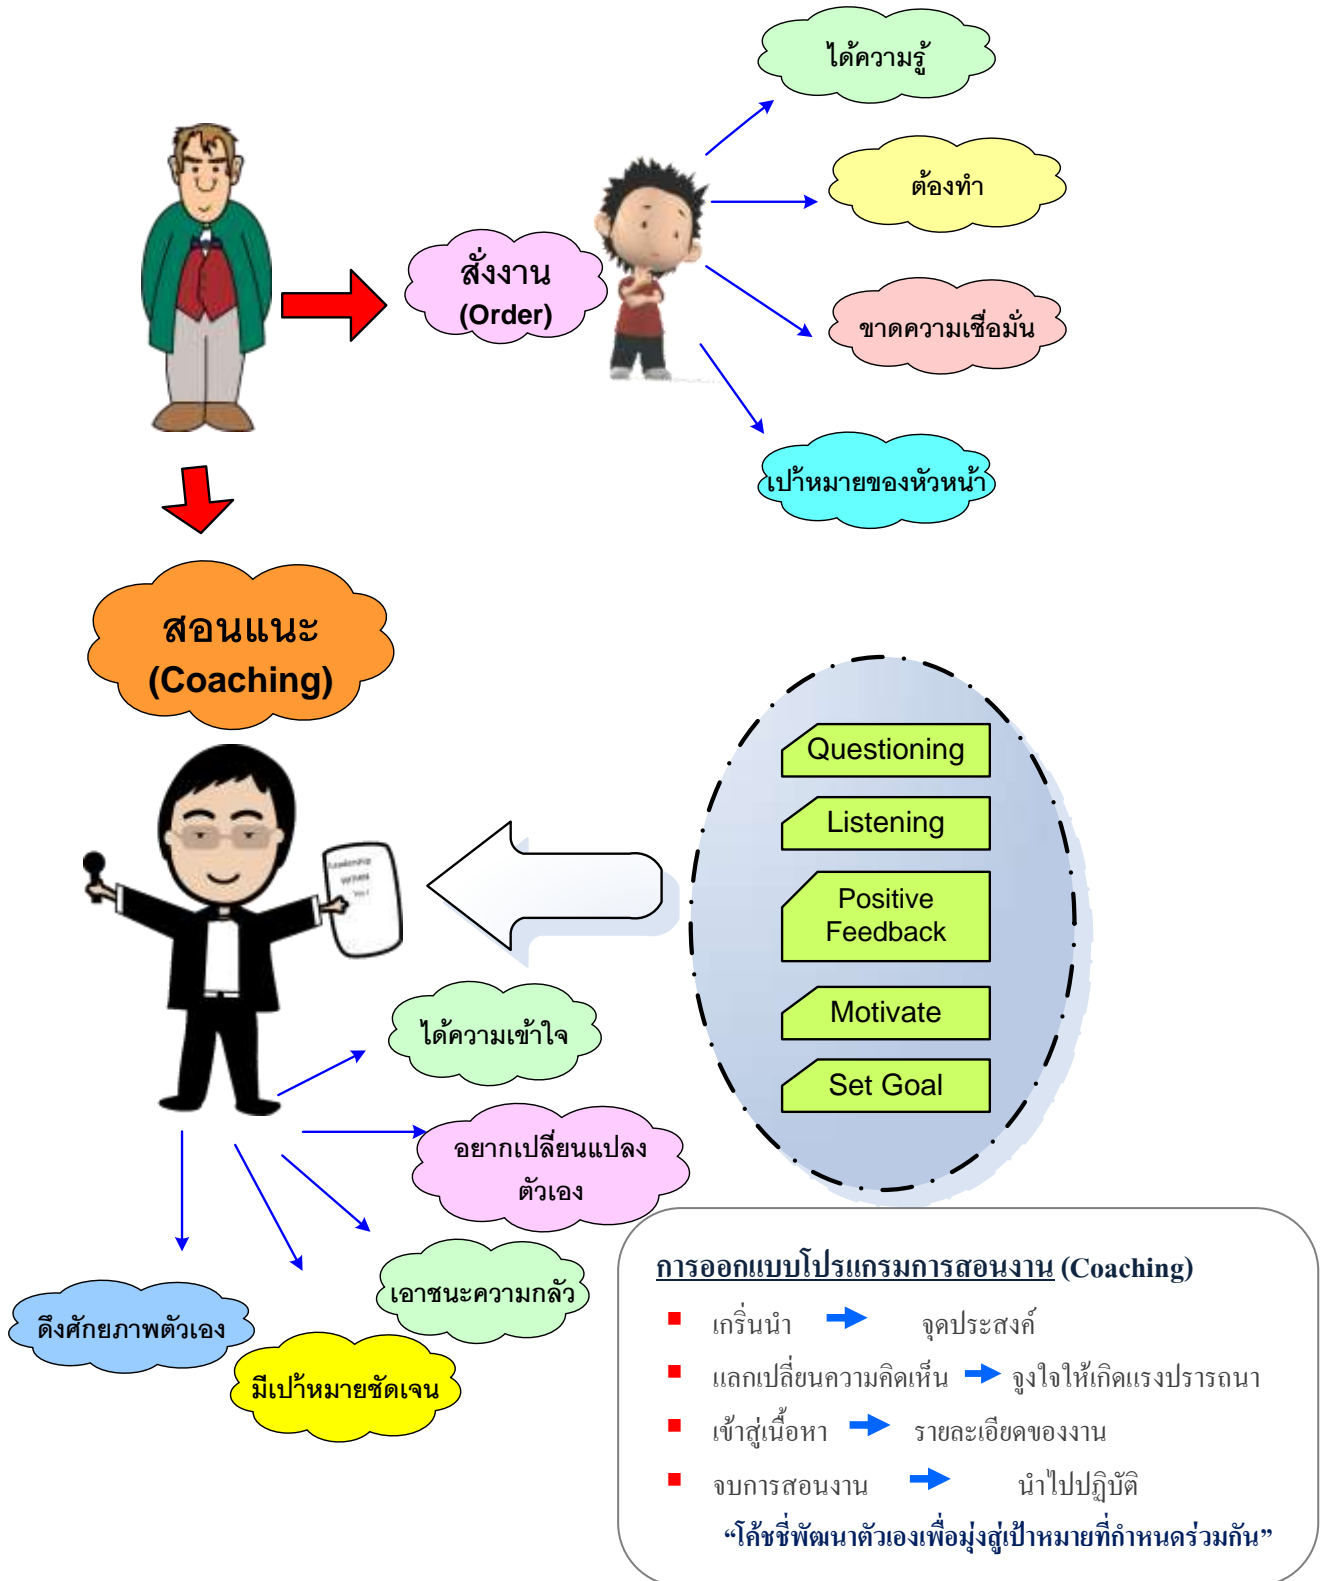 ได้ความรู้
ต้องทำ
สั่งงาน
(Order)
ขาดความเชื่อมั่น
เป้าหมายของหัวหน้า
สอนแนะ
(Coaching)
Questioning
Listening
Positive
Feedback
Motivate
Set Goal
Leadership
ได้ความเข้าใจ
อยากเปลี่ยนแปลง
ตัวเอง
เอาชนะความกลัว
ดึงศักยภาพตัวเอง
มีเป้าหมายชัดเจน
การออกแบบโปรแกรมการสอนงาน (Coaching)
เกริ่นนำ จุดประสงค์
แลกเปลี่ยนความคิดเห็น จูงใจให้เกิดแรงปรารถนา
เข้าสู่เนื้อหา รายละเอียดของงาน
จบการสอนงาน นำไปปฏิบัติ
“โค้ชชี่พัฒนาตัวเองเพื่อมุ่งสู่เป้าหมายที่กำหนดร่วมกัน”